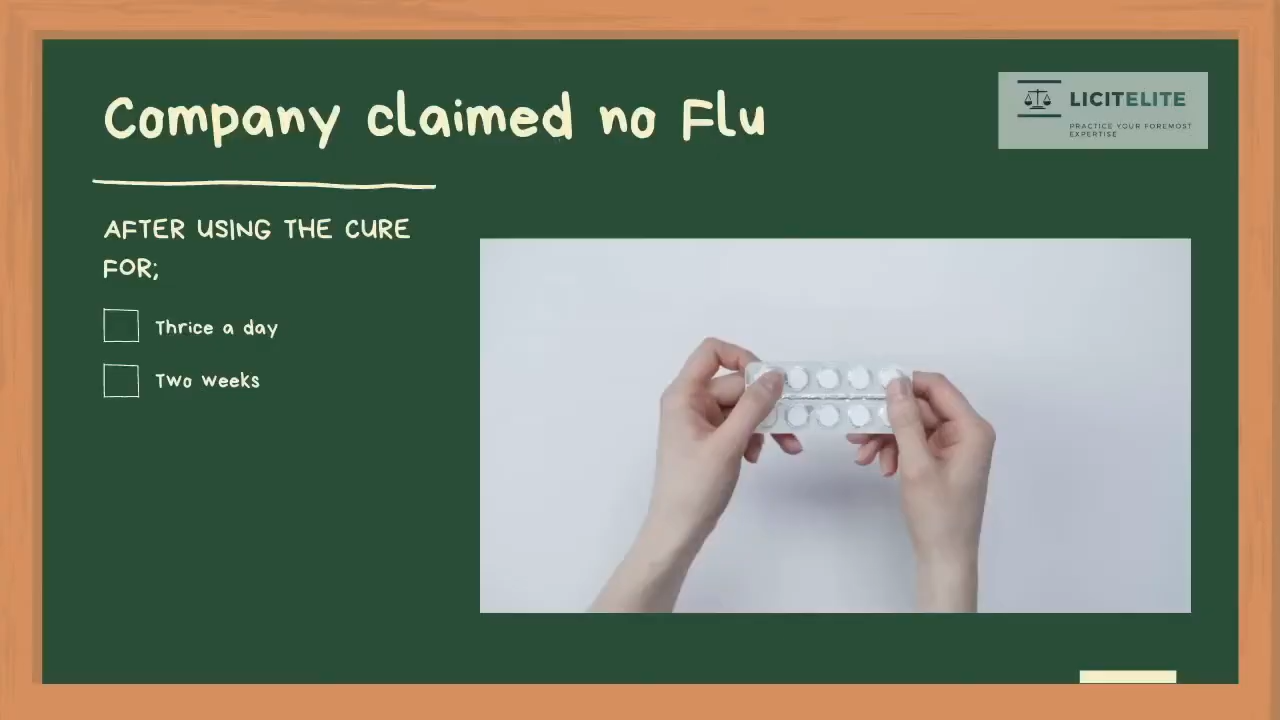 Company claimed no Flu
LICITELITE
PRACTICE YOUR FOREMOST
EXPERTISE
AFTER USING THE CURE
FOR;
Thrice a day
Two weeks